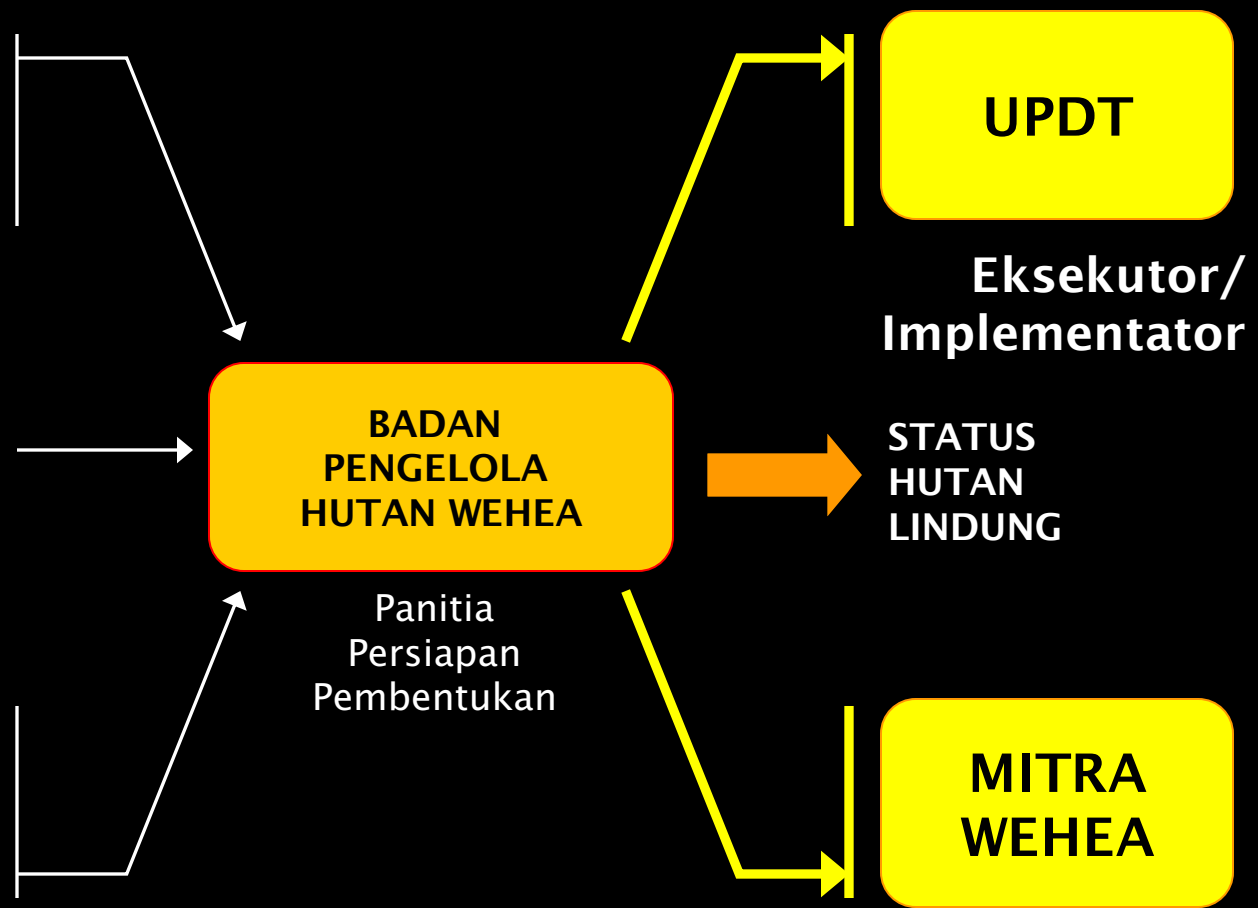 UPDT
Eksekutor/
Implementator
BADAN
PENGELOLA
HUTAN WEHEA
STATUS
HUTAN
LINDUNG
Panitia
Persiapan
Pembentukan
MITRA
WEHEA